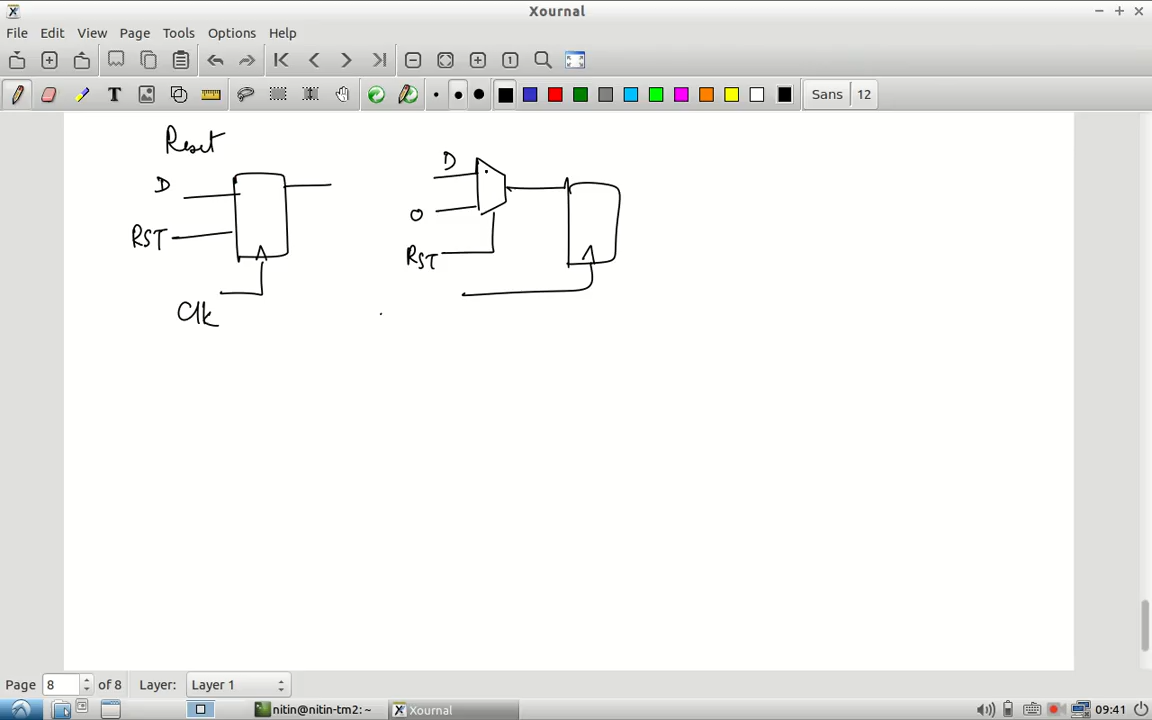 Xournal
File Edit View Page Tools Options Help
Sans 12
Reset
D
RST
Clk
D
0
RST
Page 8 of 8 Layer: Layer 1
nitin@nitin-tm2: ~ Xournal 09:41